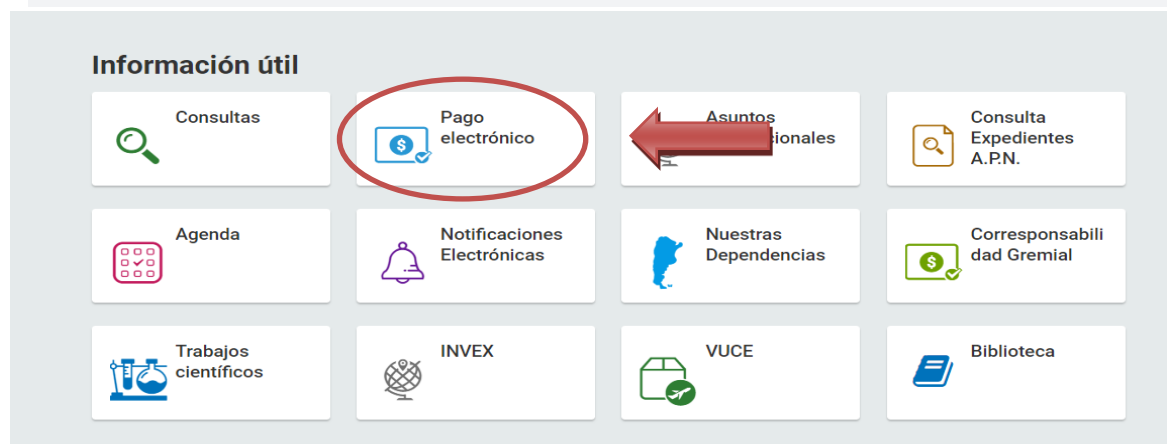 Información útil
Consultas
Pago
electrónico
Asuntos
Consulta
Expedientes
A.P.N.
Agenda
Notificaciones
Electrónicas
Nuestras
Dependencias
Corresponsabili
dad Gremial
Trabajos
científicos
INVEX
VUCE
Biblioteca